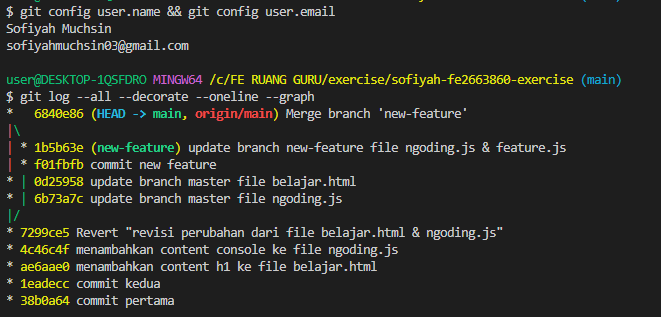 $ git config user.name && git config user.email
Sofiyah Muchsin
sofiyahmuchsin03@gmail.com
user@DESKTOP-1QSFDRO MINGW64 /c/FE RUANG GURU/exercise/sofiyah-fe2663860-exercise (main)
$ git log --all --decorate --oneline --graph
*   6840e86 (HEAD -> main, origin/main) Merge branch 'new-feature'
|\
| * 1b5b63e (new-feature) update branch new-feature file ngoding.js & feature.js
| * f01fbfb commit new feature
* | 0d25958 update branch master file belajar.html
* | 6b73a7c update branch master file ngoding.js
|/
* 7299ce5 Revert "revisi perubahan dari file belajar.html & ngoding.js"
* 4c46c4f menambahkan content console ke file ngoding.js
* ae6aae0 menambahkan content h1 ke file belajar.html
* 1eadecc commit kedua
* 38b0a64 commit pertama